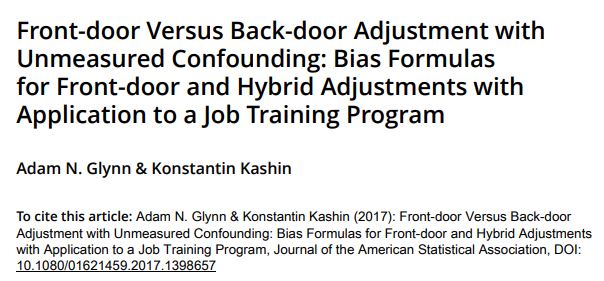 Front-door Versus Back-door Adjustment with
Unmeasured Confounding: Bias Formulas
for Front-door and Hybrid Adjustments with
Application to a Job Training Program
Adam N. Glynn & Konstantin Kashin
To cite this article: Adam N. Glynn & Konstantin Kashin (2017): Front-door Versus Back-door
Adjustment with Unmeasured Confounding: Bias Formulas for Front-door and Hybrid Adjustments
with Application to a Job Training Program, Journal of the American Statistical Association, DOI:
10.1080/01621459.2017.1398657